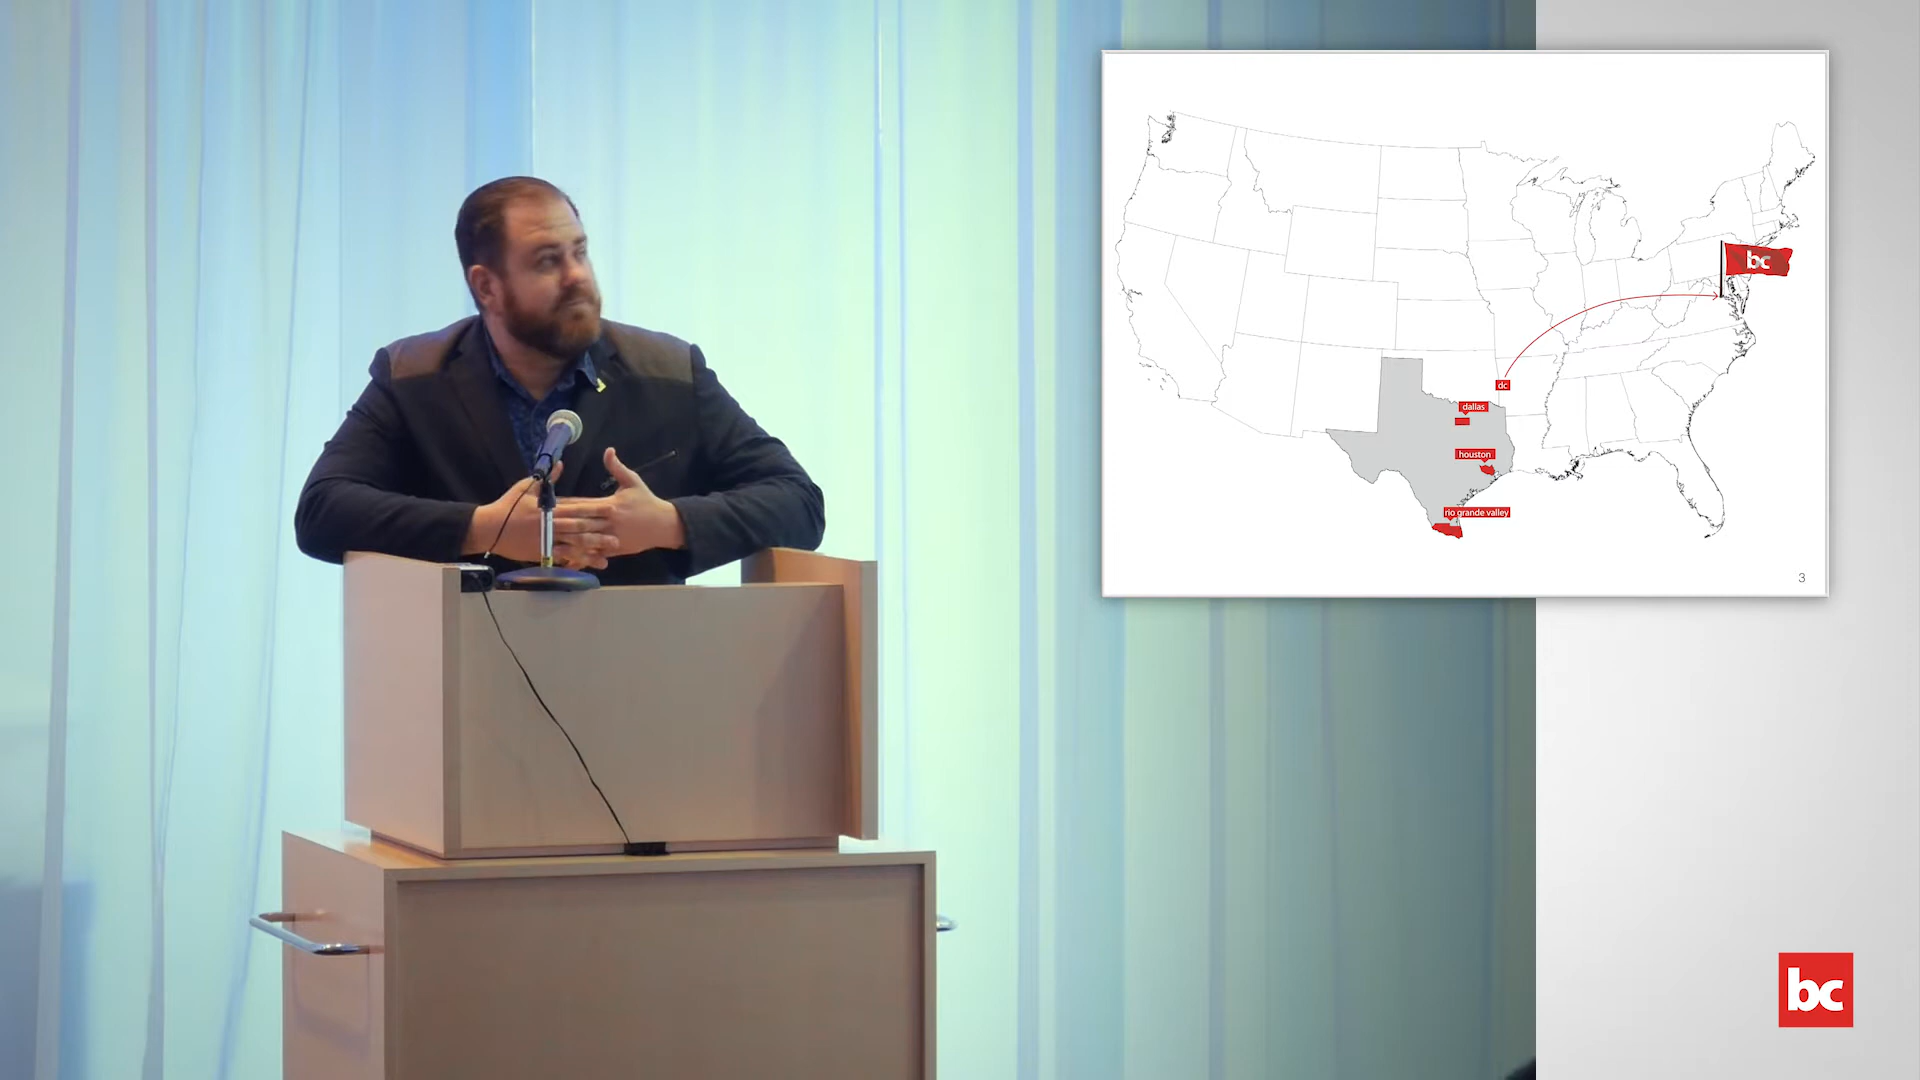 bc
dc
dallas
houston
rio grande valley
3
bc